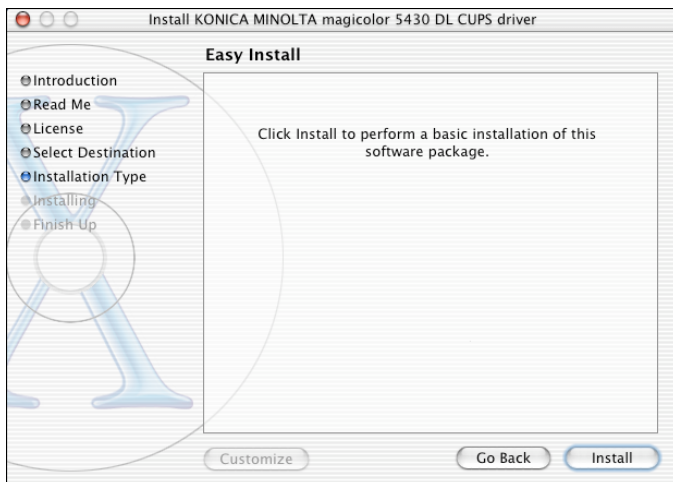 Install KONICA MINOLTA magicolor 5430 DL CUPS driver
Easy Install
Introduction
Read Me
License
Select Destination
Installation Type
Installing
Finish Up
Click Install to perform a basic installation of this
software package.
Customize
Go Back
Install